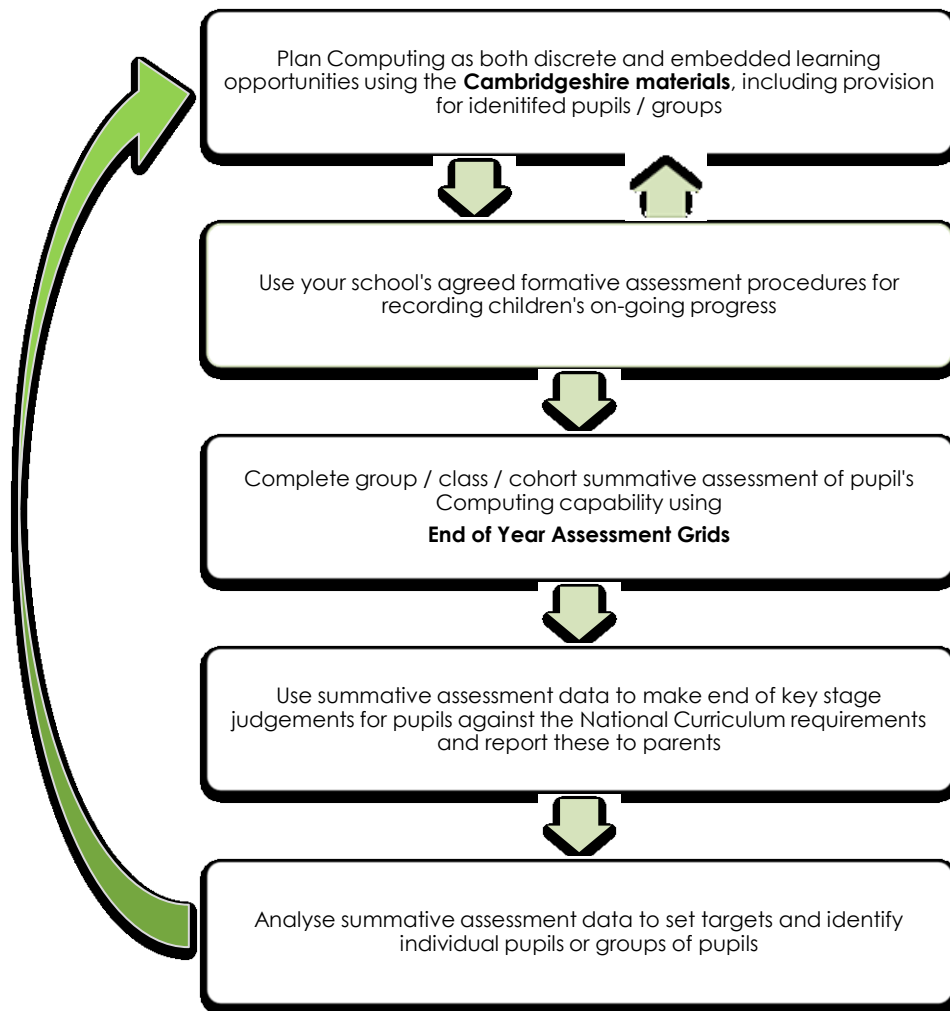 Plan Computing as both discrete and embedded learning
opportunities using the Cambridgeshire materials, including provision
for idenitifed pupils / groups
Use your school's agreed formative assessment procedures for
recording children's on-going progress
Complete group / class / cohort summative assessment of pupil's
Computing capability using
End of Year Assessment Grids
Use summative assessment data to make end of key stage
judgements for pupils against the National Curriculum requirements
and report these to parents
Analyse summative assessment data to set targets and identify
individual pupils or groups of pupils